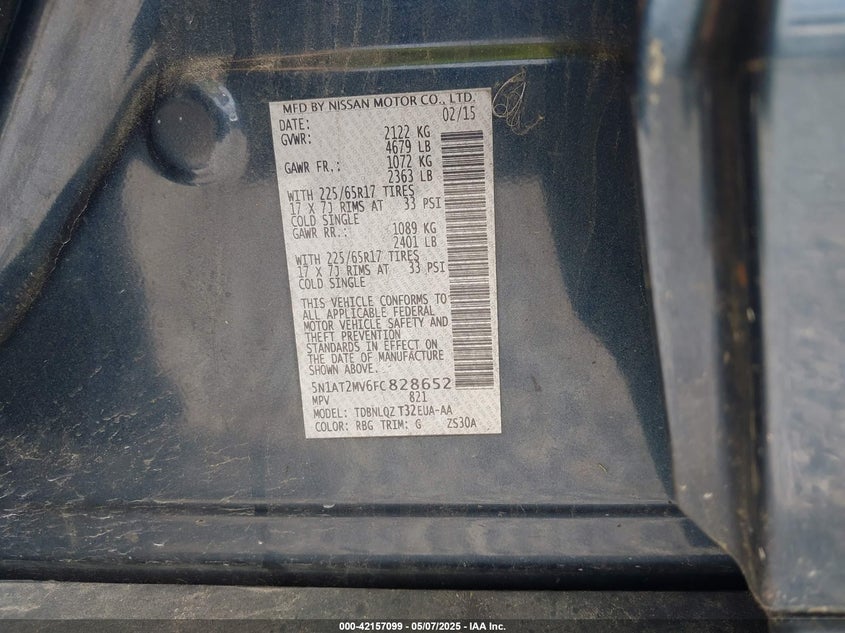 MFD BY NISSAN MOTOR CO., LTD.
DATE: 02/15
GVWR: 2122 KG
4679 LB
GAWR FR.: 1072 KG
2363 LB
WITH 225/65R17 TIRES
17 X 7J RIMS AT 33 PSI
COLD SINGLE
GAWR RR.: 1089 KG
2401 LB
WITH 225/65R17 TIRES
17 X 7J RIMS AT 33 PSI
COLD SINGLE
THIS VEHICLE CONFORMS TO
ALL APPLICABLE FEDERAL
MOTOR VEHICLE SAFETY AND
THEFT PREVENTION
STANDARDS IN EFFECT ON
THE DATE OF MANUFACTURE
SHOWN ABOVE.
5N1AT2MV6FC828652
MPV 821
MODEL: TDBNLQZ T32EUA-AA
COLOR: RBG TRIM: G ZS30A
000-42157099 — 05/07/2025 — IAA Inc.